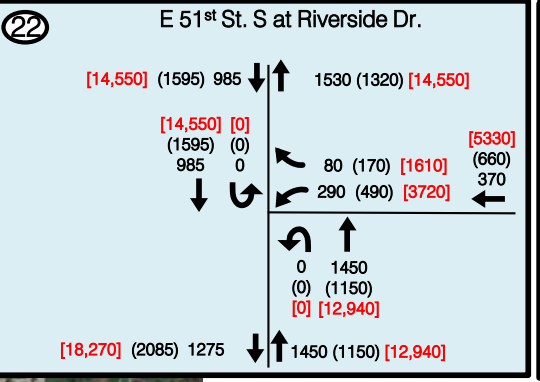 22
E 51st St. S at Riverside Dr.
[14,550] (1595) 985 1530 (1320) [14,550]
[14,550] [0]
(1595) (0)
985 0
[5330]
(660)
370
80 (170) [1610]
290 (490) [3720]
0 1450
(0) (1150)
[0] [12,940]
[18,270] (2085) 1275 1450 (1150) [12,940]